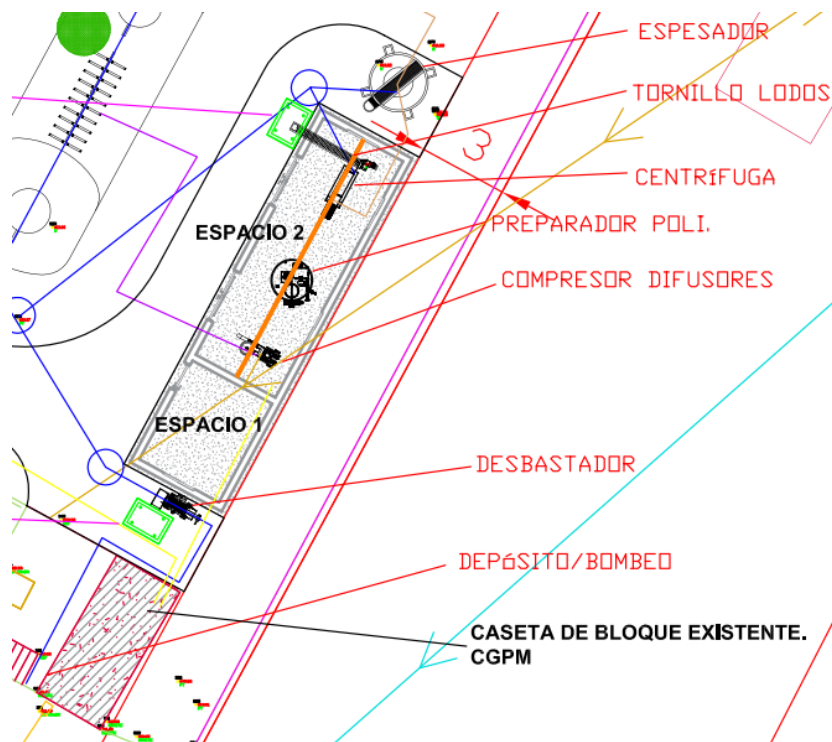 ESPESADOR
TORNILLO LODOS
3
CENTRíFUGA
ESPACIO 2
PREPARADOR POLI.
COMPRESOR DIFUSORES
ESPACIO 1
DESBASTADOR
DEPóSITO/BOMBEO
CASETA DE BLOQUE EXISTENTE.
CGPM